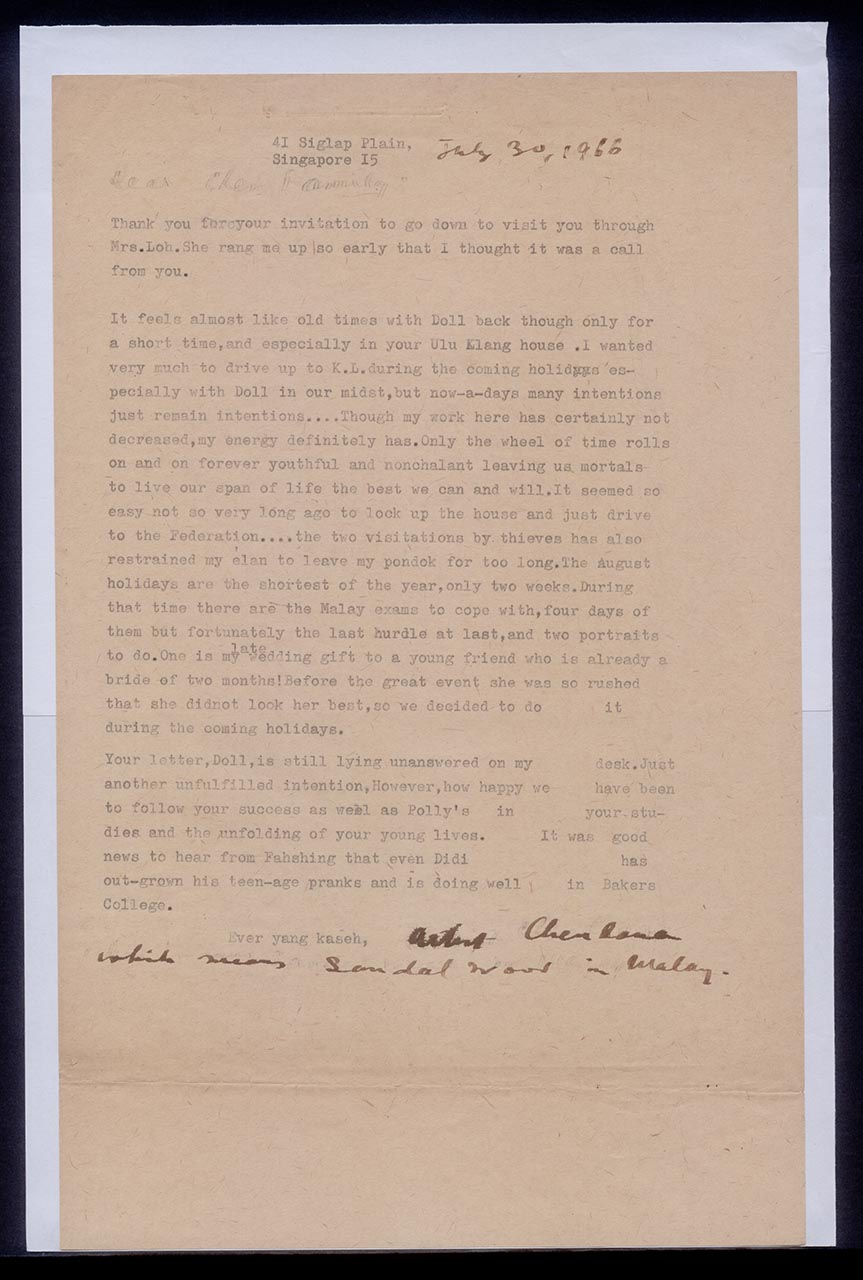 4I Siglap Plain,
Singapore I5
July 30, 1966
Dear
Thank you for your invitation to go down to visit you through
Mrs.Loh.She rang me up so early that I thought it was a call
from you.
It feels almost like old times with Doll back though only for
a short time,and especially in your Ulu Klang house .I wanted
very much to drive up to K.L.during the coming holidays es-
pecially with Doll in our midst,but now-a-days many intentions
just remain intentions....Though my work here has certainly not
decreased,my energy definitely has.Only the wheel of time rolls
on and on forever youthful and nonchalant leaving us mortals
to live our span of life the best we can and will.It seemed so
easy not so very long ago to lock up the house and just drive
to the Federation....the two visitations by thieves has also
restrained my élan to leave my pondok for too long.The August
holidays are the shortest of the year,only two weeks.During
that time there are the Malay exams to cope with,four days of
them but fortunately the last hurdle at last,and two portraits
to do.One is my late wedding gift to a young friend who is already a
bride of two months!Before the great event she was so rushed
that she didnot look her best,so we decided to do it
during the coming holidays.
Your letter,Doll,is still lying unanswered on my desk.Just
another unfulfilled intention,However,how happy we have been
to follow your success as well as Polly's in your stu-
dies and the unfolding of your young lives. It was good
news to hear from Fahshing that even Didi has
out-grown his teen-age pranks and is doing well in Bakers
College.
Ever yang kaseh, Chendana
which means Sandal wood in Malay.